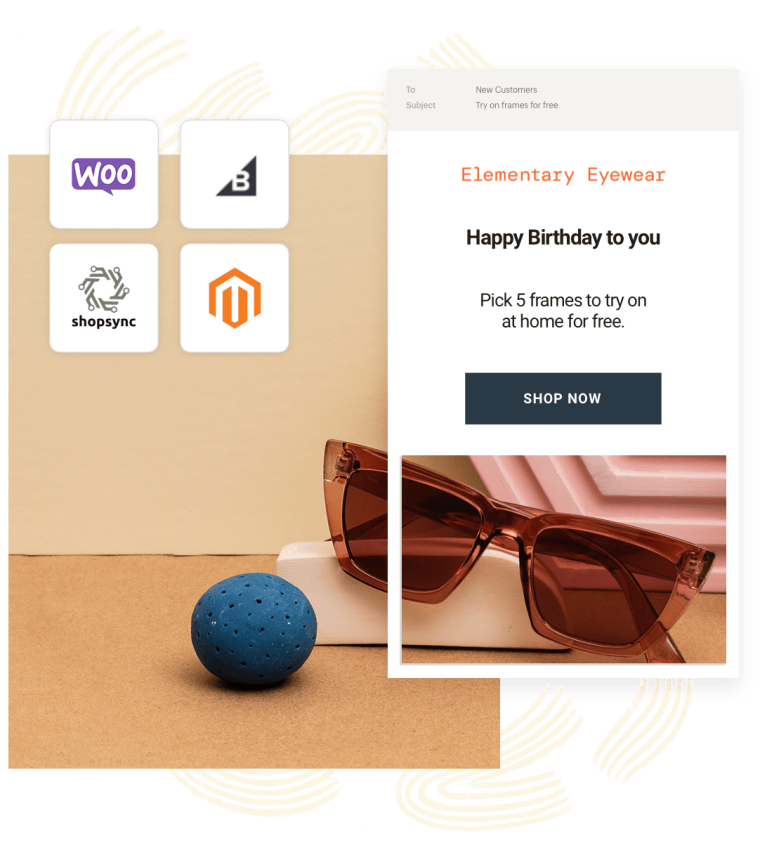 WOO
B
shopsync
To
New Customers
Subject
Try on frames for free
Elementary Eyewear
Happy Birthday to you
Pick 5 frames to try on
at home for free.
SHOP NOW